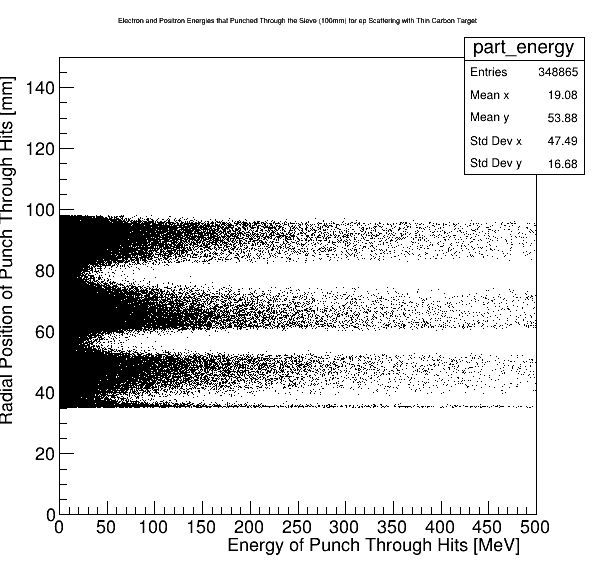 Electron and Positron Energies that Punched Through the Sieve (100mm) for ep Scattering with Thin Carbon Target
part_energy
Entries 348865
Mean x 19.08
Mean y 53.88
Std Dev x 47.49
Std Dev y 16.68
Radial Position of Punch Through Hits [mm]
140
120
100
80
60
40
20
0
0 50 100 150 200 250 300 350 400 450 500
Energy of Punch Through Hits [MeV]